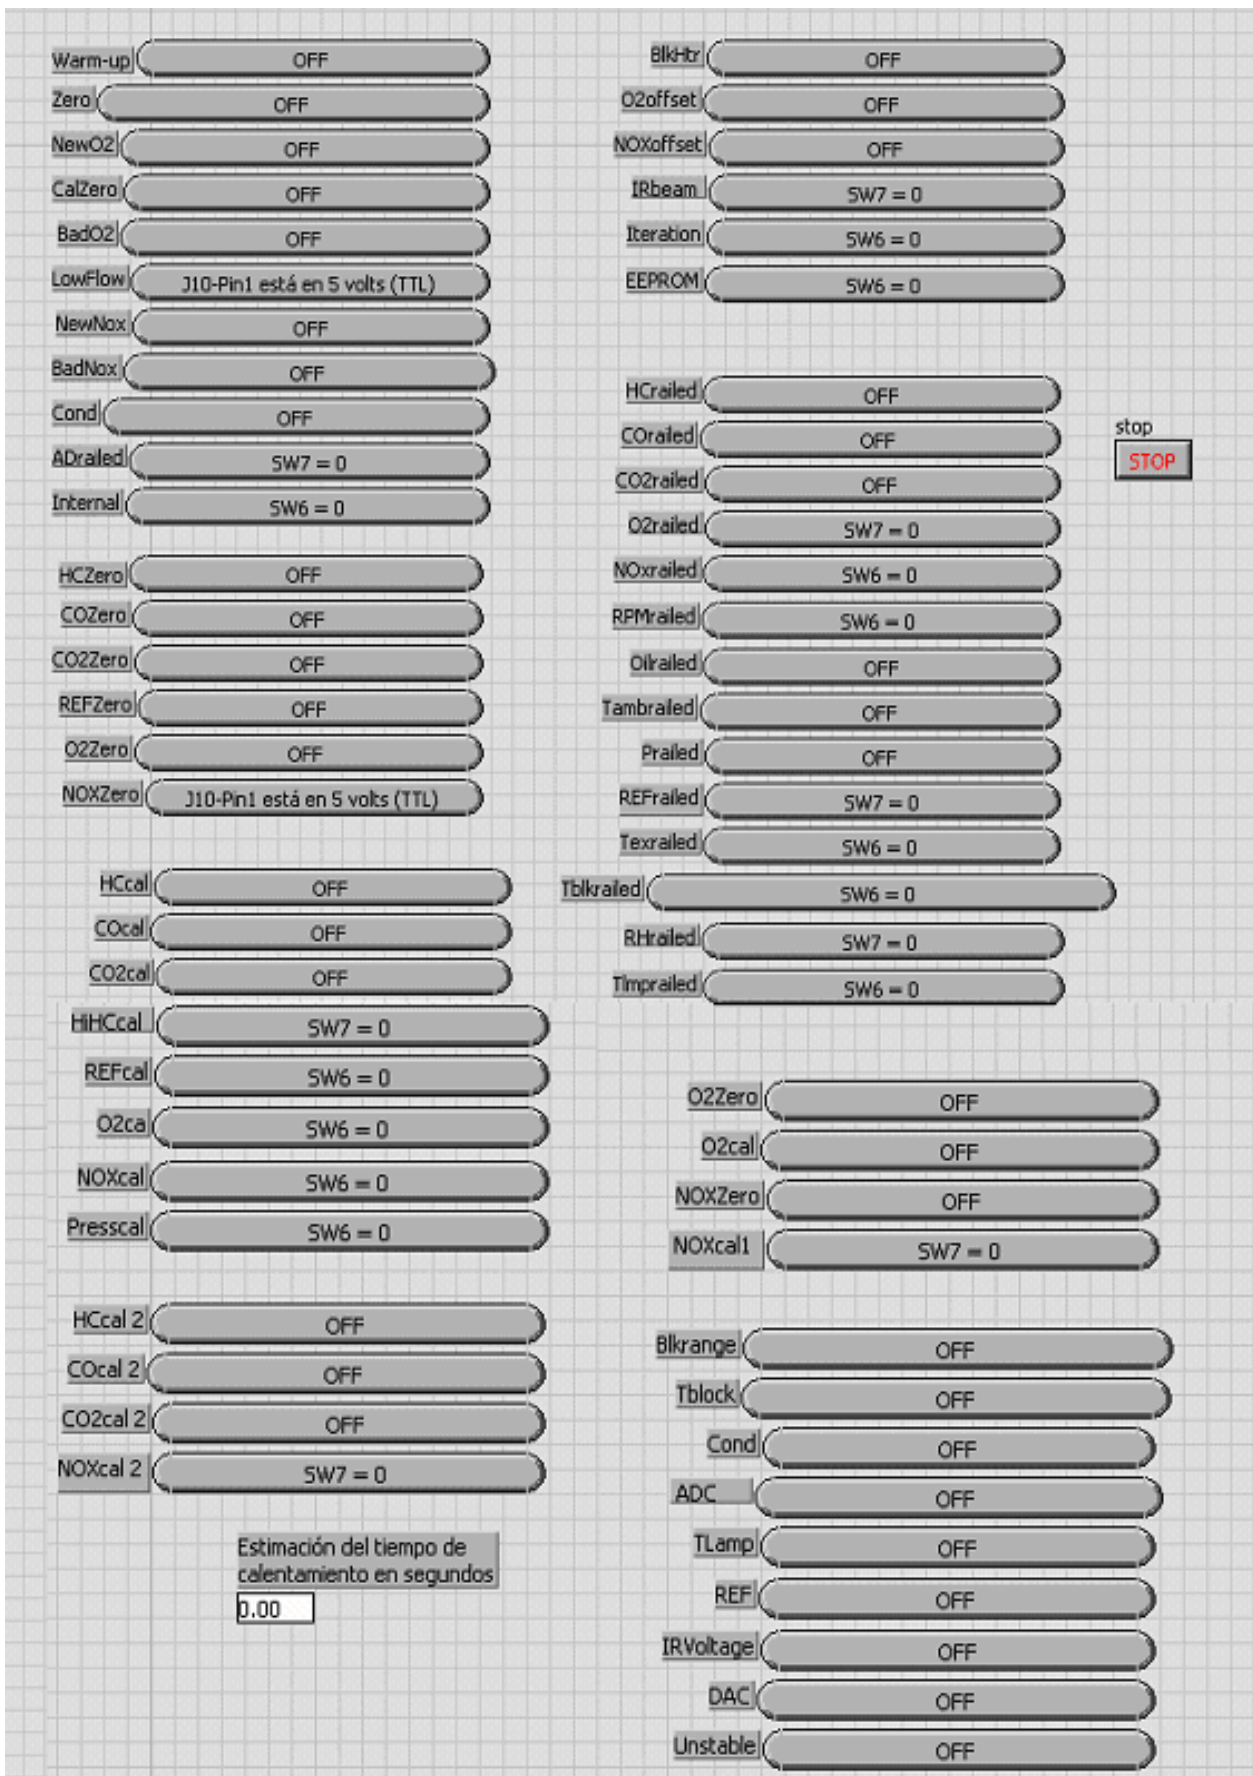 Warm-up OFF
Zero OFF
NewO2 OFF
CalZero OFF
BadO2 OFF
LowFlow J10-Pin1 está en 5 volts (TTL)
NewNox OFF
BadNox OFF
Cond OFF
ADrailed SW7 = 0
Internal SW6 = 0
HCZero OFF
COZero OFF
CO2Zero OFF
REFZero OFF
O2Zero OFF
NOXZero J10-Pin1 está en 5 volts (TTL)
HCcal OFF
COcal OFF
CO2cal OFF
HiHCcal SW7 = 0
REFcal SW6 = 0
O2ca SW6 = 0
NOXcal SW6 = 0
Presscal SW6 = 0
HCcal 2 OFF
COcal 2 OFF
CO2cal 2 OFF
NOXcal 2 SW7 = 0
Estimación del tiempo de
calentamiento en segundos
0.00
BlkHtr OFF
O2offset OFF
NOXoffset OFF
IRbeam SW7 = 0
Iteration SW6 = 0
EEPROM SW6 = 0
HCrailed OFF
COrailed OFF
CO2railed OFF
O2railed SW7 = 0
NOxrailed SW6 = 0
RPMrailed SW6 = 0
Oilrailed OFF
Tambrailed OFF
Prailed OFF
REFrailed SW7 = 0
Texrailed SW6 = 0
Tblkrailed SW6 = 0
RHrailed SW7 = 0
Tlmprailed SW6 = 0
stop
STOP
O2Zero OFF
O2cal OFF
NOXZero OFF
NOXcal1 SW7 = 0
Blkrange OFF
Tblock OFF
Cond OFF
ADC OFF
TLamp OFF
REF OFF
IRVoltage OFF
DAC OFF
Unstable OFF